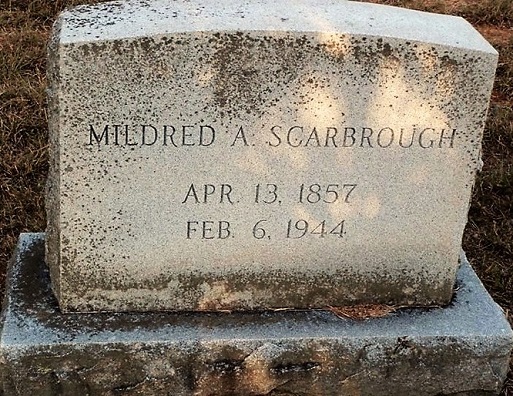 MILDRED A. SCARBROUGH
APR. 13, 1857
FEB. 6, 1944